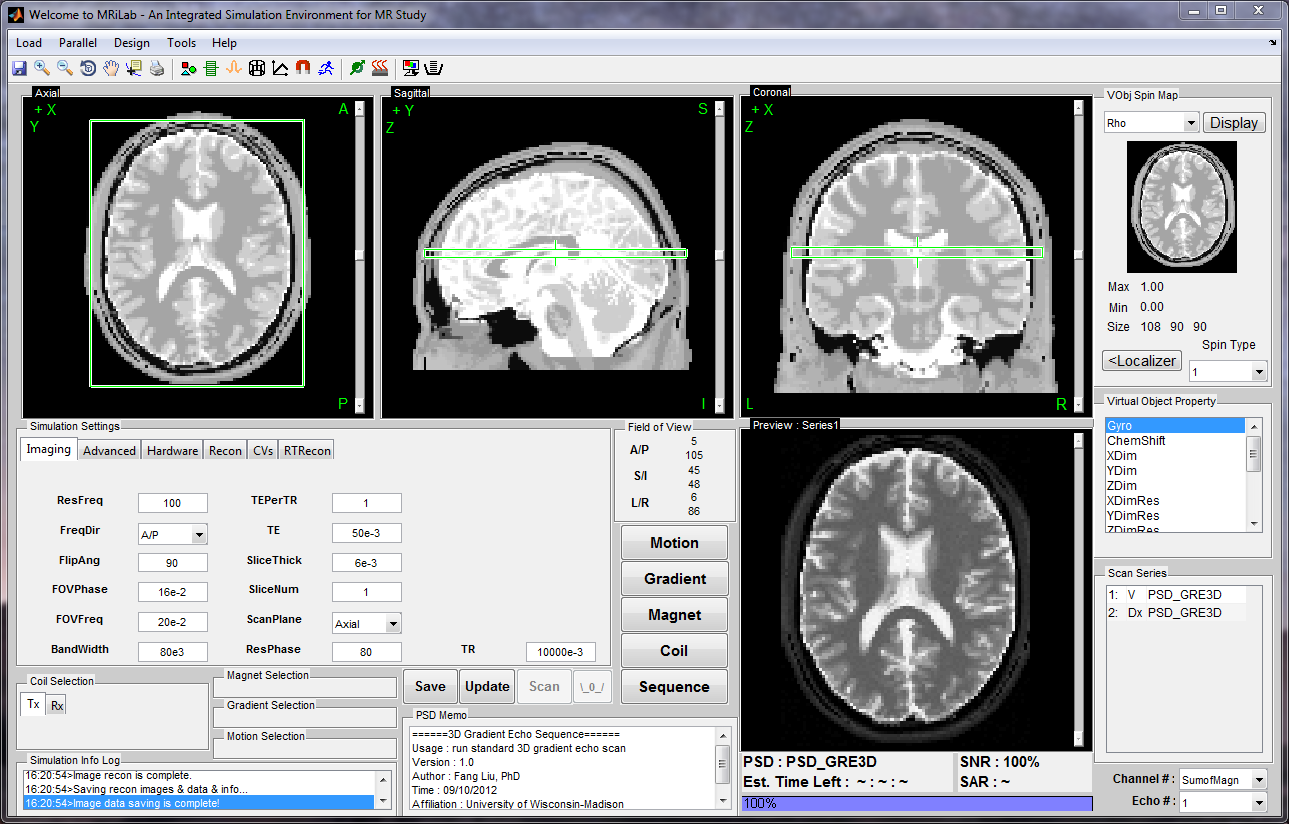 Welcome to MRiLab - An Integrated Simulation Environment for MR Study
Load Parallel Design Tools Help
Axial
+ X
Y
A
P
Sagittal
+ Y
Z
S
I
Coronal
+ X
Z
L
R
VObj Spin Map
Rho
Display
Max 1.00
Min 0.00
Size 108 90 90
Spin Type
<Localizer
1
Virtual Object Property
Gyro
ChemShift
XDim
YDim
ZDim
XDimRes
YDimRes
ZDimRes
Simulation Settings
Imaging Advanced Hardware Recon CVs RTRecon
ResFreq 100 TEPerTR 1
FreqDir A/P TE 50e-3
FlipAng 90 SliceThick 6e-3
FOVPhase 16e-2 SliceNum 1
FOVFreq 20e-2 ScanPlane Axial
BandWidth 80e3 ResPhase 80 TR 10000e-3
Field of View
A/P 5
105
S/I 45
48
L/R 6
86
Motion
Gradient
Magnet
Coil
Sequence
Preview : Series1
Scan Series
1: V PSD_GRE3D
2: Dx PSD_GRE3D
Coil Selection
Tx Rx
Magnet Selection
Gradient Selection
Motion Selection
Save Update Scan \_0_/
PSD Memo
======3D Gradient Echo Sequence======
Usage : run standard 3D gradient echo scan
Version : 1.0
Author : Fang Liu, PhD
Time : 09/10/2012
Affiliation : University of Wisconsin-Madison
Simulation Info Log
16:20:54>Image recon is complete.
16:20:54>Saving recon images & data & info...
16:20:54>Image data saving is complete!
PSD : PSD_GRE3D
Est. Time Left : ~ : ~ : ~
SNR : 100%
SAR : ~
100%
Channel # : SumofMagn
Echo # : 1